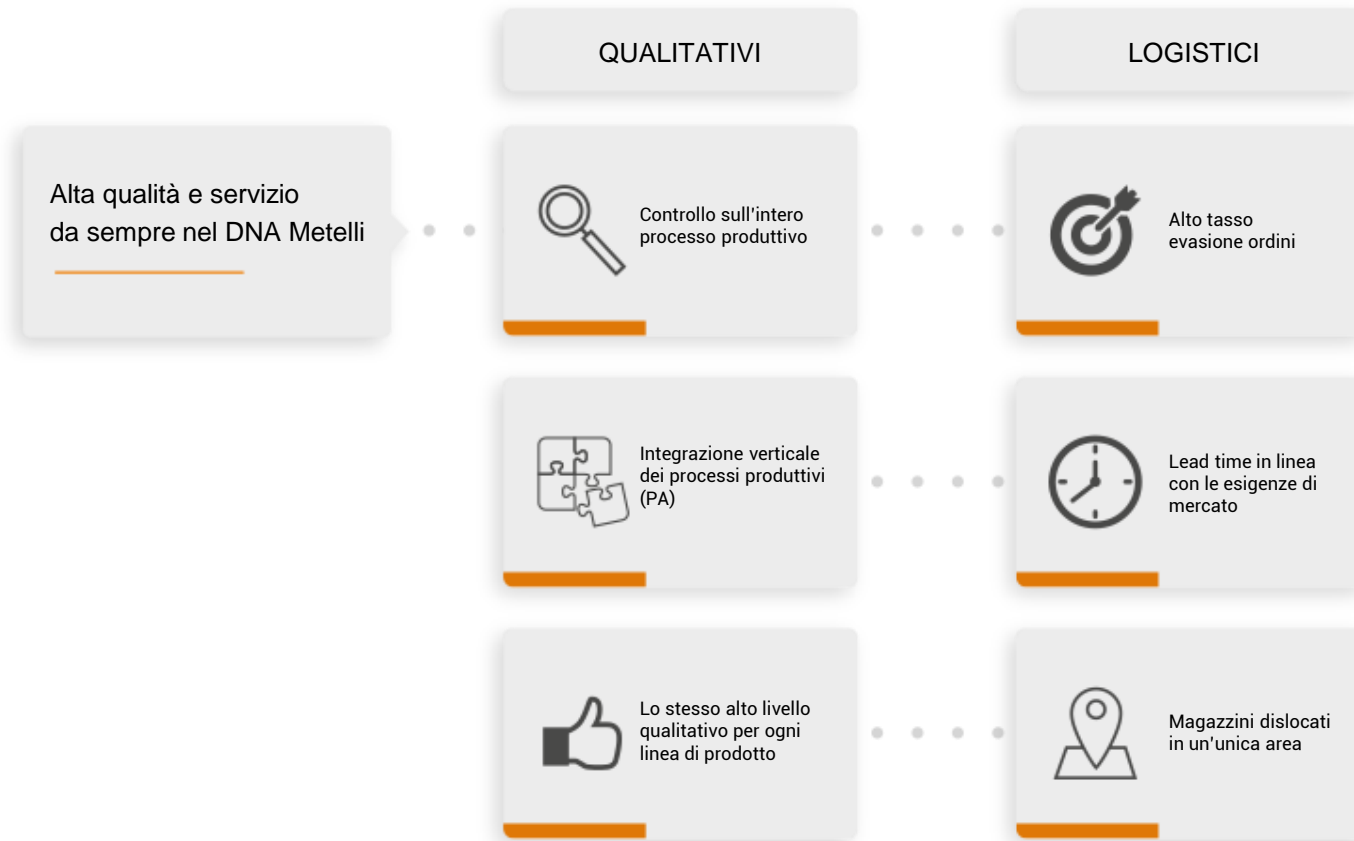 QUALITATIVI
LOGISTICI
Alta qualità e servizio
da sempre nel DNA Metelli
Controllo sull'intero
processo produttivo
Alto tasso
evasione ordini
Integrazione verticale
dei processi produttivi
(PA)
Lead time in linea
con le esigenze di
mercato
Lo stesso alto livello
qualitativo per ogni
linea di prodotto
Magazzini dislocati
in un'unica area